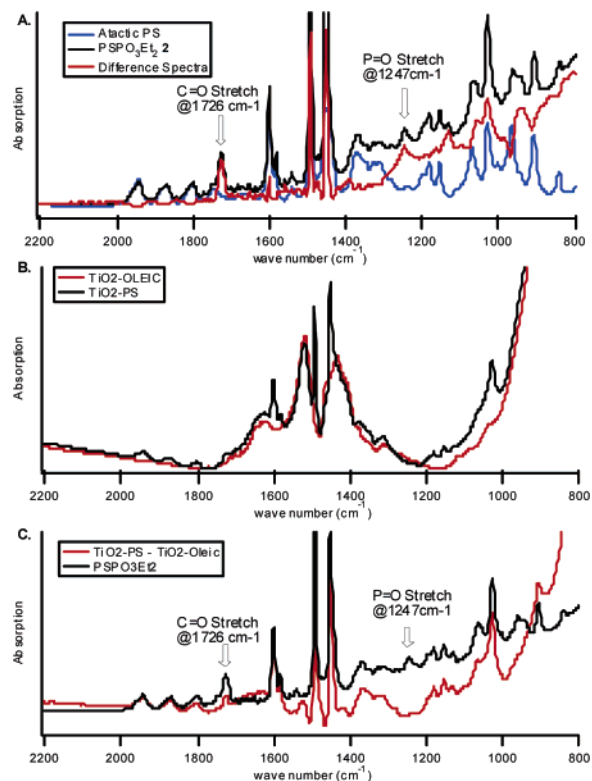 A.
Atactic PS
PSPO3Et2 2
Difference Spectra
C=O Stretch
@1726 cm-1
P=O Stretch
@1247cm-1
Absorption
2200 2000 1800 1600 1400 1200 1000 800
wave number (cm-1)
B.
TiO2-OLEIC
TiO2-PS
Absorption
2200 2000 1800 1600 1400 1200 1000 800
wave number (cm-1)
C.
TiO2-PS - TiO2-Oleic
PSPO3Et2
C=O Stretch
@1726 cm-1
P=O Stretch
@1247cm-1
Absorption
2200 2000 1800 1600 1400 1200 1000 800
wave number (cm-1)